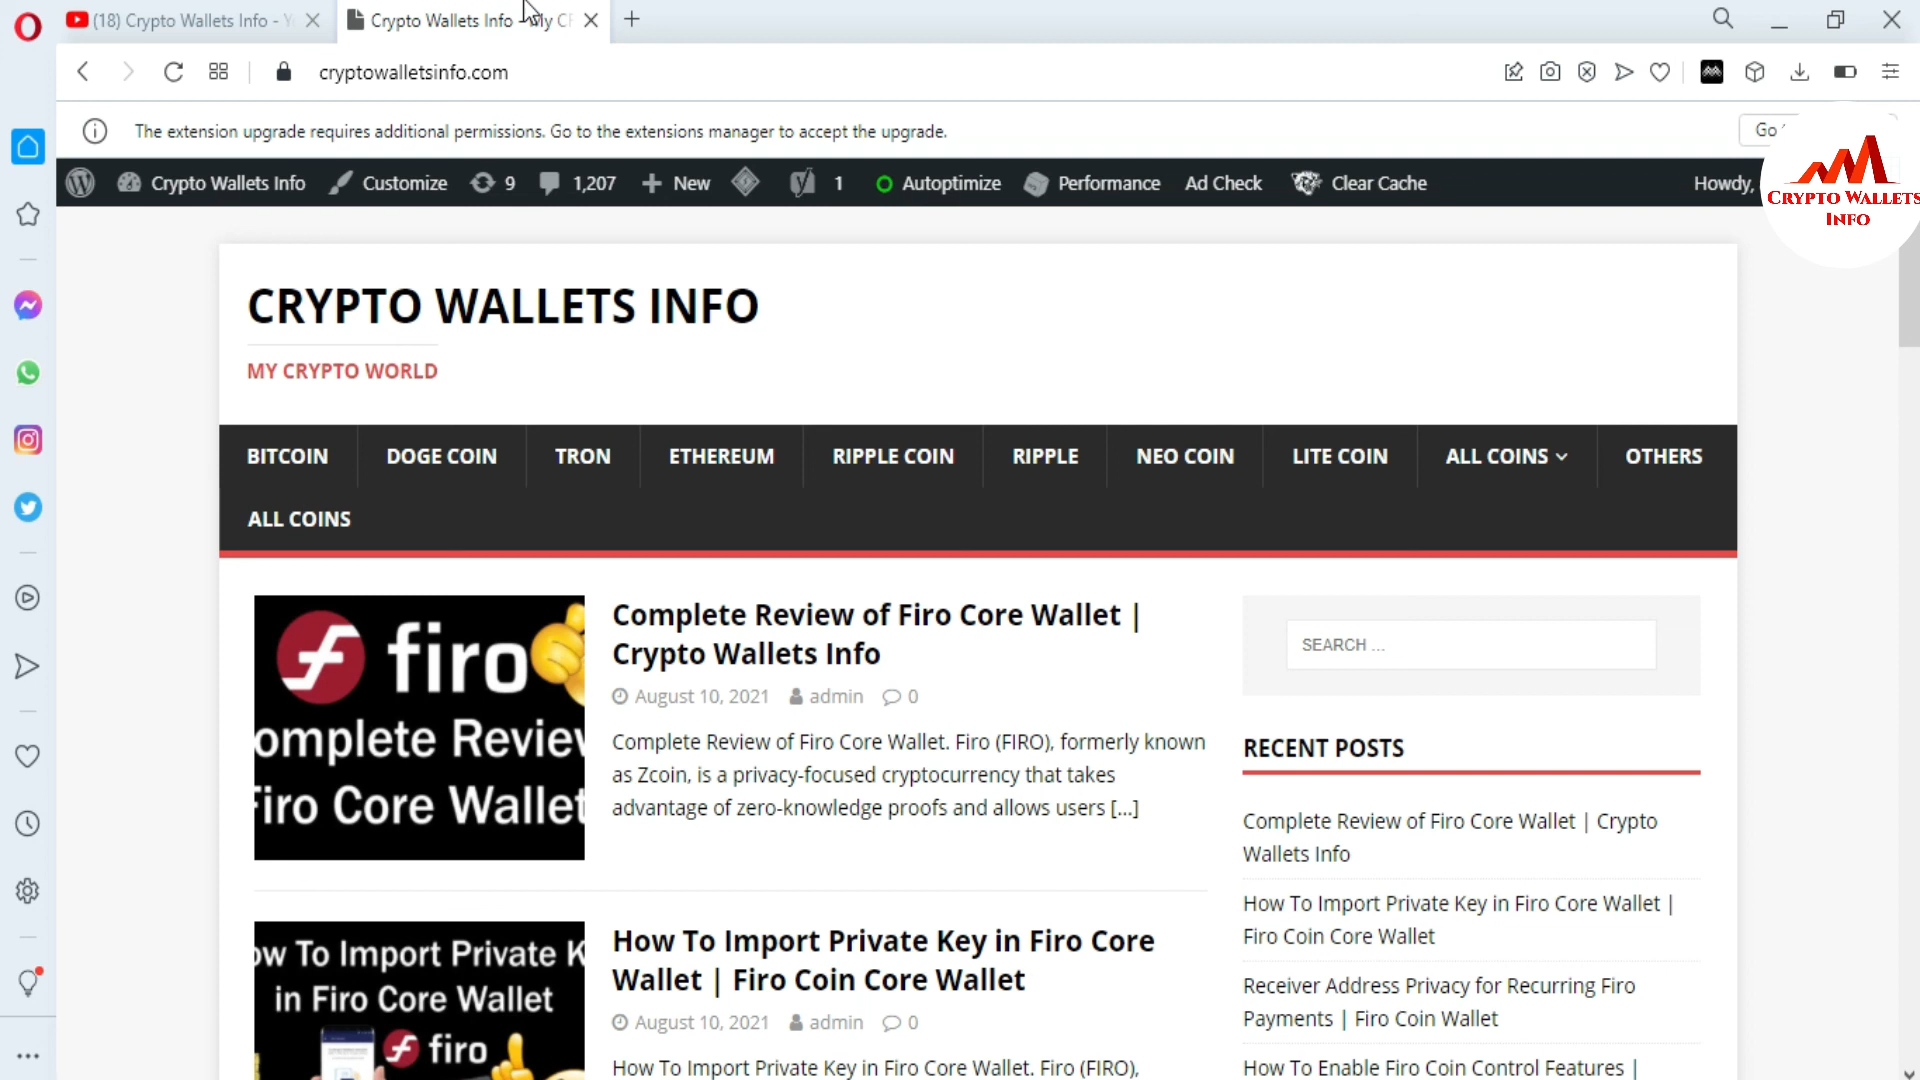 (18) Crypto Wallets Info - Y
Crypto Wallets Info - My C
cryptowalletsinfo.com
The extension upgrade requires additional permissions. Go to the extensions manager to accept the upgrade.
Go
Crypto Wallets Info
Customize
9
1,207
New
1
Autoptimize
Performance
Ad Check
Clear Cache
Howdy,
CRYPTO WALLETS
INFO
CRYPTO WALLETS INFO
MY CRYPTO WORLD
BITCOIN
DOGE COIN
TRON
ETHEREUM
RIPPLE COIN
RIPPLE
NEO COIN
LITE COIN
ALL COINS
OTHERS
ALL COINS
firo
omplete Review
Firo Core Wallet
Complete Review of Firo Core Wallet |
Crypto Wallets Info
August 10, 2021 admin 0
Complete Review of Firo Core Wallet. Firo (FIRO), formerly known
as Zcoin, is a privacy-focused cryptocurrency that takes
advantage of zero-knowledge proofs and allows users [...]
ow To Import Private K
in Firo Core Wallet
firo
How To Import Private Key in Firo Core
Wallet | Firo Coin Core Wallet
August 10, 2021 admin 0
How To Import Private Key in Firo Core Wallet. Firo (FIRO),
SEARCH ...
RECENT POSTS
Complete Review of Firo Core Wallet | Crypto
Wallets Info
How To Import Private Key in Firo Core Wallet |
Firo Coin Core Wallet
Receiver Address Privacy for Recurring Firo
Payments | Firo Coin Wallet
How To Enable Firo Coin Control Features |